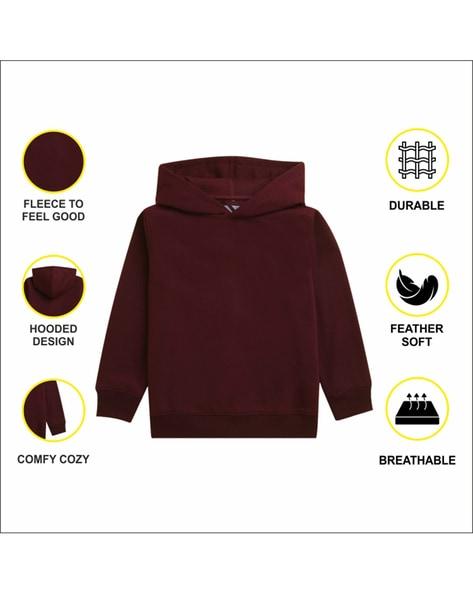 FLEECE TO
FEEL GOOD
HOODED
DESIGN
COMFY COZY
DURABLE
FEATHER
SOFT
BREATHABLE